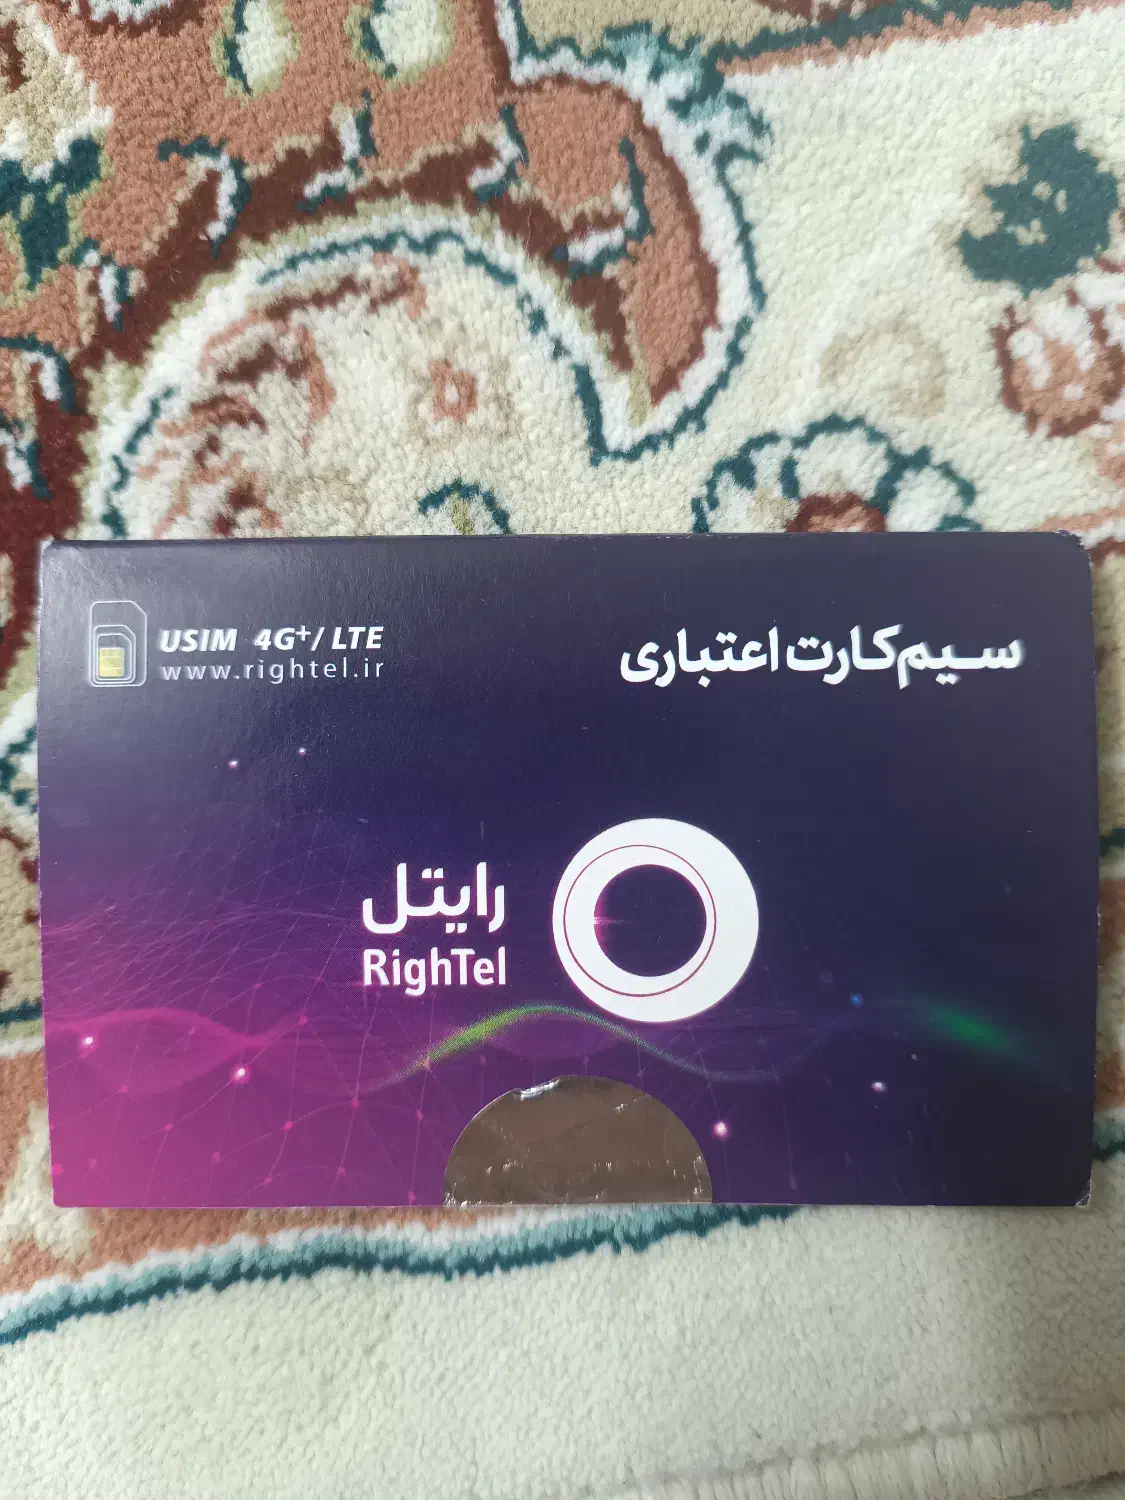 USIM 4G+/ LTE
www.rightel.ir
سیم‌کارت اعتباری
رایتل
RighTel